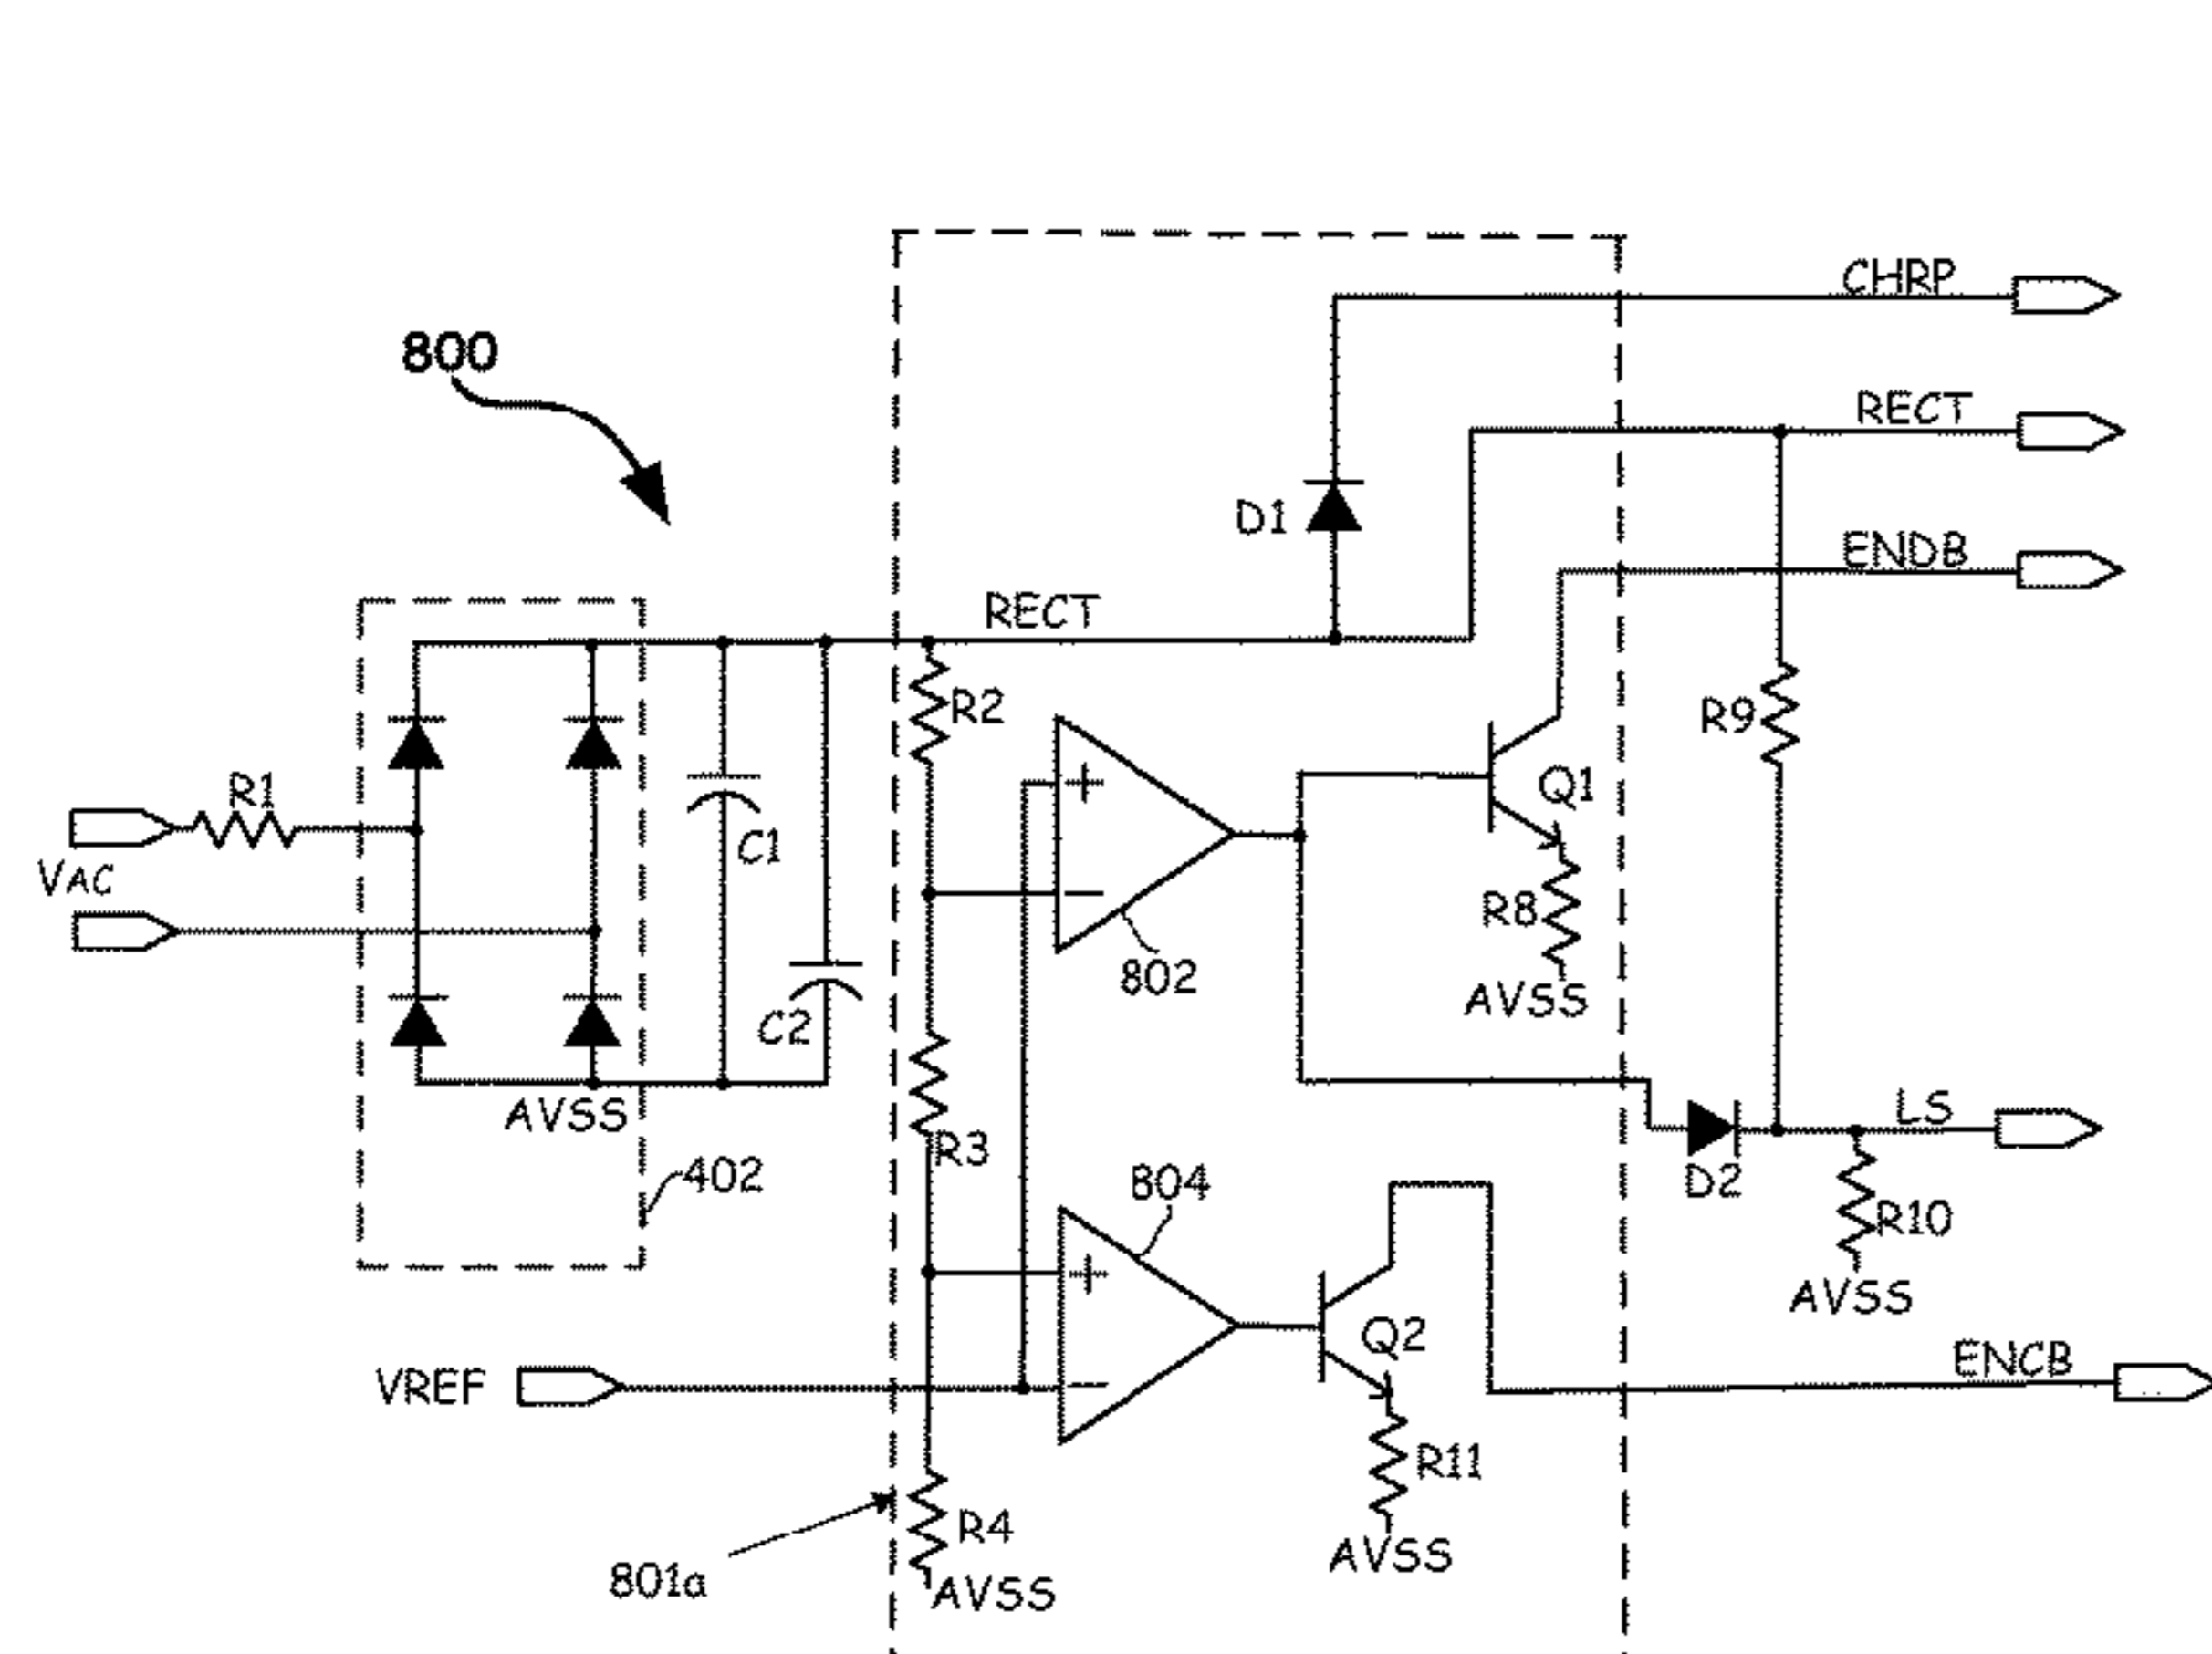 CHRP
800
RECT
D1
ENDB
RECT
R2
R9
R1
Q1
C1
VAC
R8
802
AVSS
C2
AVSS
LS
R3
402
804
D2
R10
AVSS
Q2
ENCB
VREF
R11
R4
AVSS
801a
AVSS